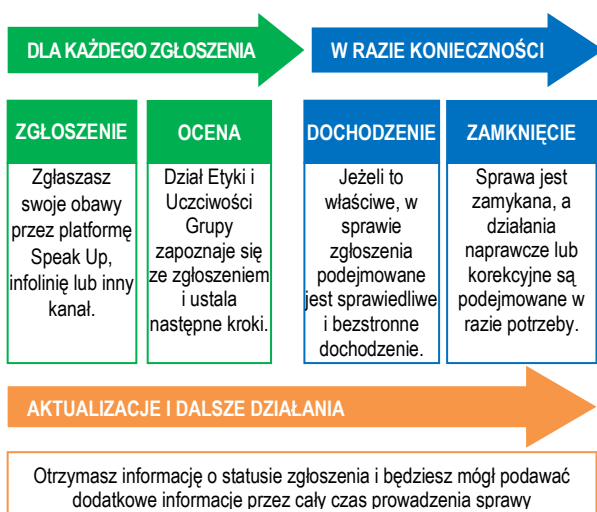 DLA KAŻDEGO ZGŁOSZENIA
W RAZIE KONIECZNOŚCI
ZGŁOSZENIE
Zgłaszasz
swoje obawy
przez platformę
Speak Up,
infolinię lub inny
kanał.
OCENA
Dział Etyki i
Uczciwości
Grupy
zapoznaje się
ze zgłoszeniem
i ustala
następne kroki.
DOCHODZENIE
Jeżeli to
właściwe, w
sprawie
zgłoszenia
podejmowane
jest sprawiedliwe
i bezstronne
dochodzenie.
ZAMKNIĘCIE
Sprawa jest
zamykana, a
działania
naprawcze lub
korekcyjne są
podejmowane w
razie potrzeby.
AKTUALIZACJE I DALSZE DZIAŁANIA
Otrzymasz informację o statusie zgłoszenia i będziesz mógł podawać
dodatkowe informacje przez cały czas prowadzenia sprawy